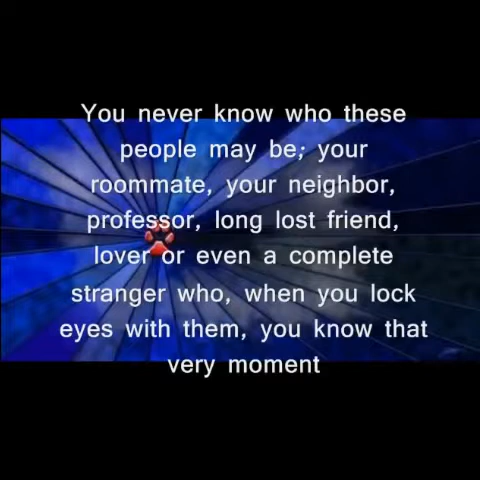 You never know who these
people may be; your
roommate, your neighbor,
professor, long lost friend,
lover or even a complete
stranger who, when you lock
eyes with them, you know that
very moment